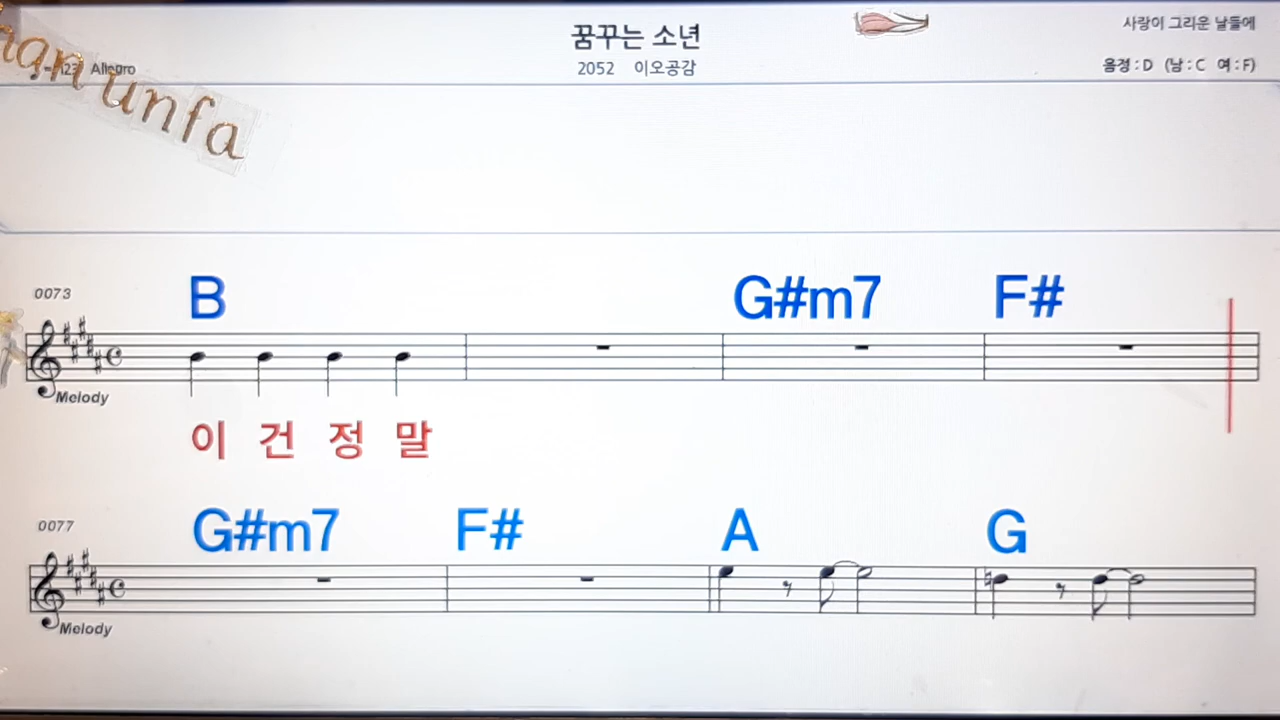 꿈꾸는 소년
사랑이 그리운 날들에
Allegro
2052 이오공감
음정 : D (남 : C 여 : F)
unfa
0073
B G#m7 F#
Melody
이 건 정 말
0077
G#m7 F# A G
Melody